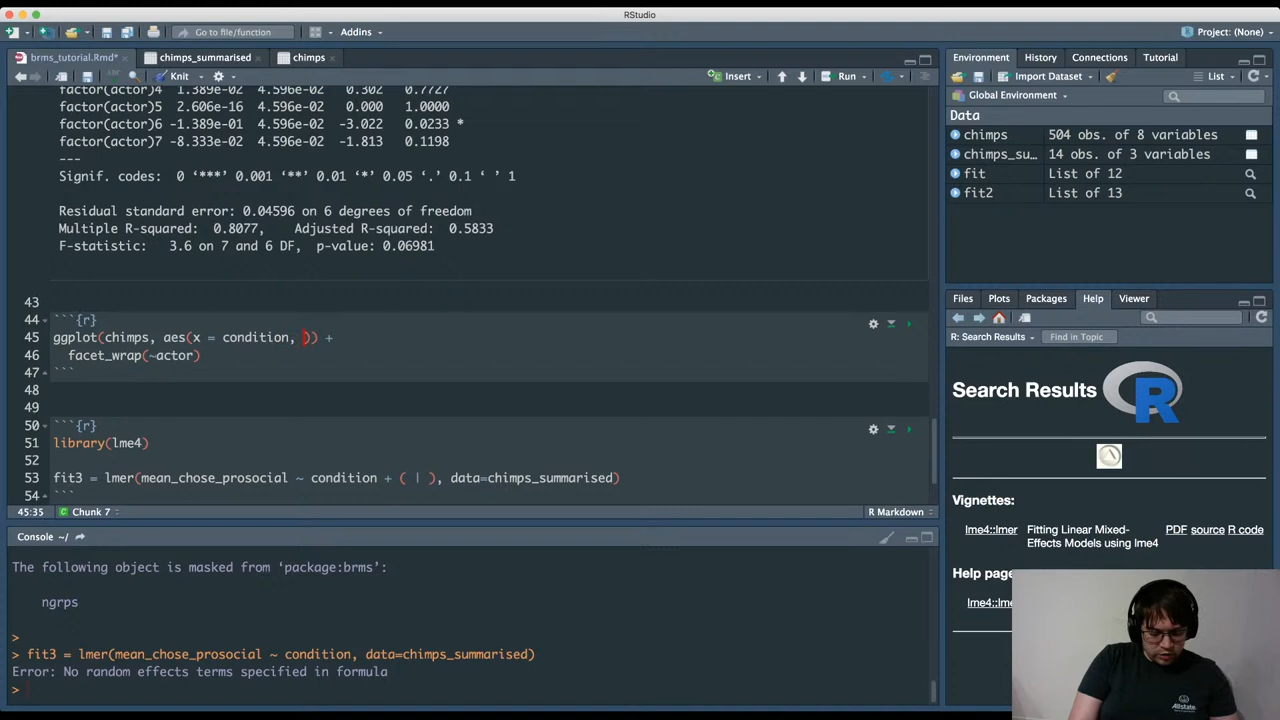 RStudio
Go to file/function
Addins
Project: (None)
brms_tutorial.Rmd*
chimps_summarised
chimps
Knit
Insert
Run
factor(actor)4 1.389e-02 4.596e-02 0.302 0.7727
factor(actor)5 2.606e-16 4.596e-02 0.000 1.0000
factor(actor)6 -1.389e-01 4.596e-02 -3.022 0.0233 *
factor(actor)7 -8.333e-02 4.596e-02 -1.813 0.1198
---
Signif. codes: 0 ‘***’ 0.001 ‘**’ 0.01 ‘*’ 0.05 ‘.’ 0.1 ‘ ’ 1
Residual standard error: 0.04596 on 6 degrees of freedom
Multiple R-squared: 0.8077, Adjusted R-squared: 0.5833
F-statistic: 3.6 on 7 and 6 DF, p-value: 0.06981
43
44 ```{r}
45 ggplot(chimps, aes(x = condition, )) +
46 facet_wrap(~actor)
47 ```
48
49
50 ```{r}
51 library(lme4)
52
53 fit3 = lmer(mean_chose_prosocial ~ condition + ( | ), data=chimps_summarised)
54 ```
45:35 Chunk 7 R Markdown
Console ~/
The following object is masked from ‘package:brms’:
ngrps
>
> fit3 = lmer(mean_chose_prosocial ~ condition, data=chimps_summarised)
Error: No random effects terms specified in formula
>
Environment History Connections Tutorial
Import Dataset List
Global Environment
Data
chimps 504 obs. of 8 variables
chimps_su… 14 obs. of 3 variables
fit List of 12
fit2 List of 13
Files Plots Packages Help Viewer
R: Search Results Find in Topic
Search Results R
Vignettes:
lme4::lmer Fitting Linear Mixed- PDF source R code
Effects Models using lme4
Help pag
lme4::lme
Allstate